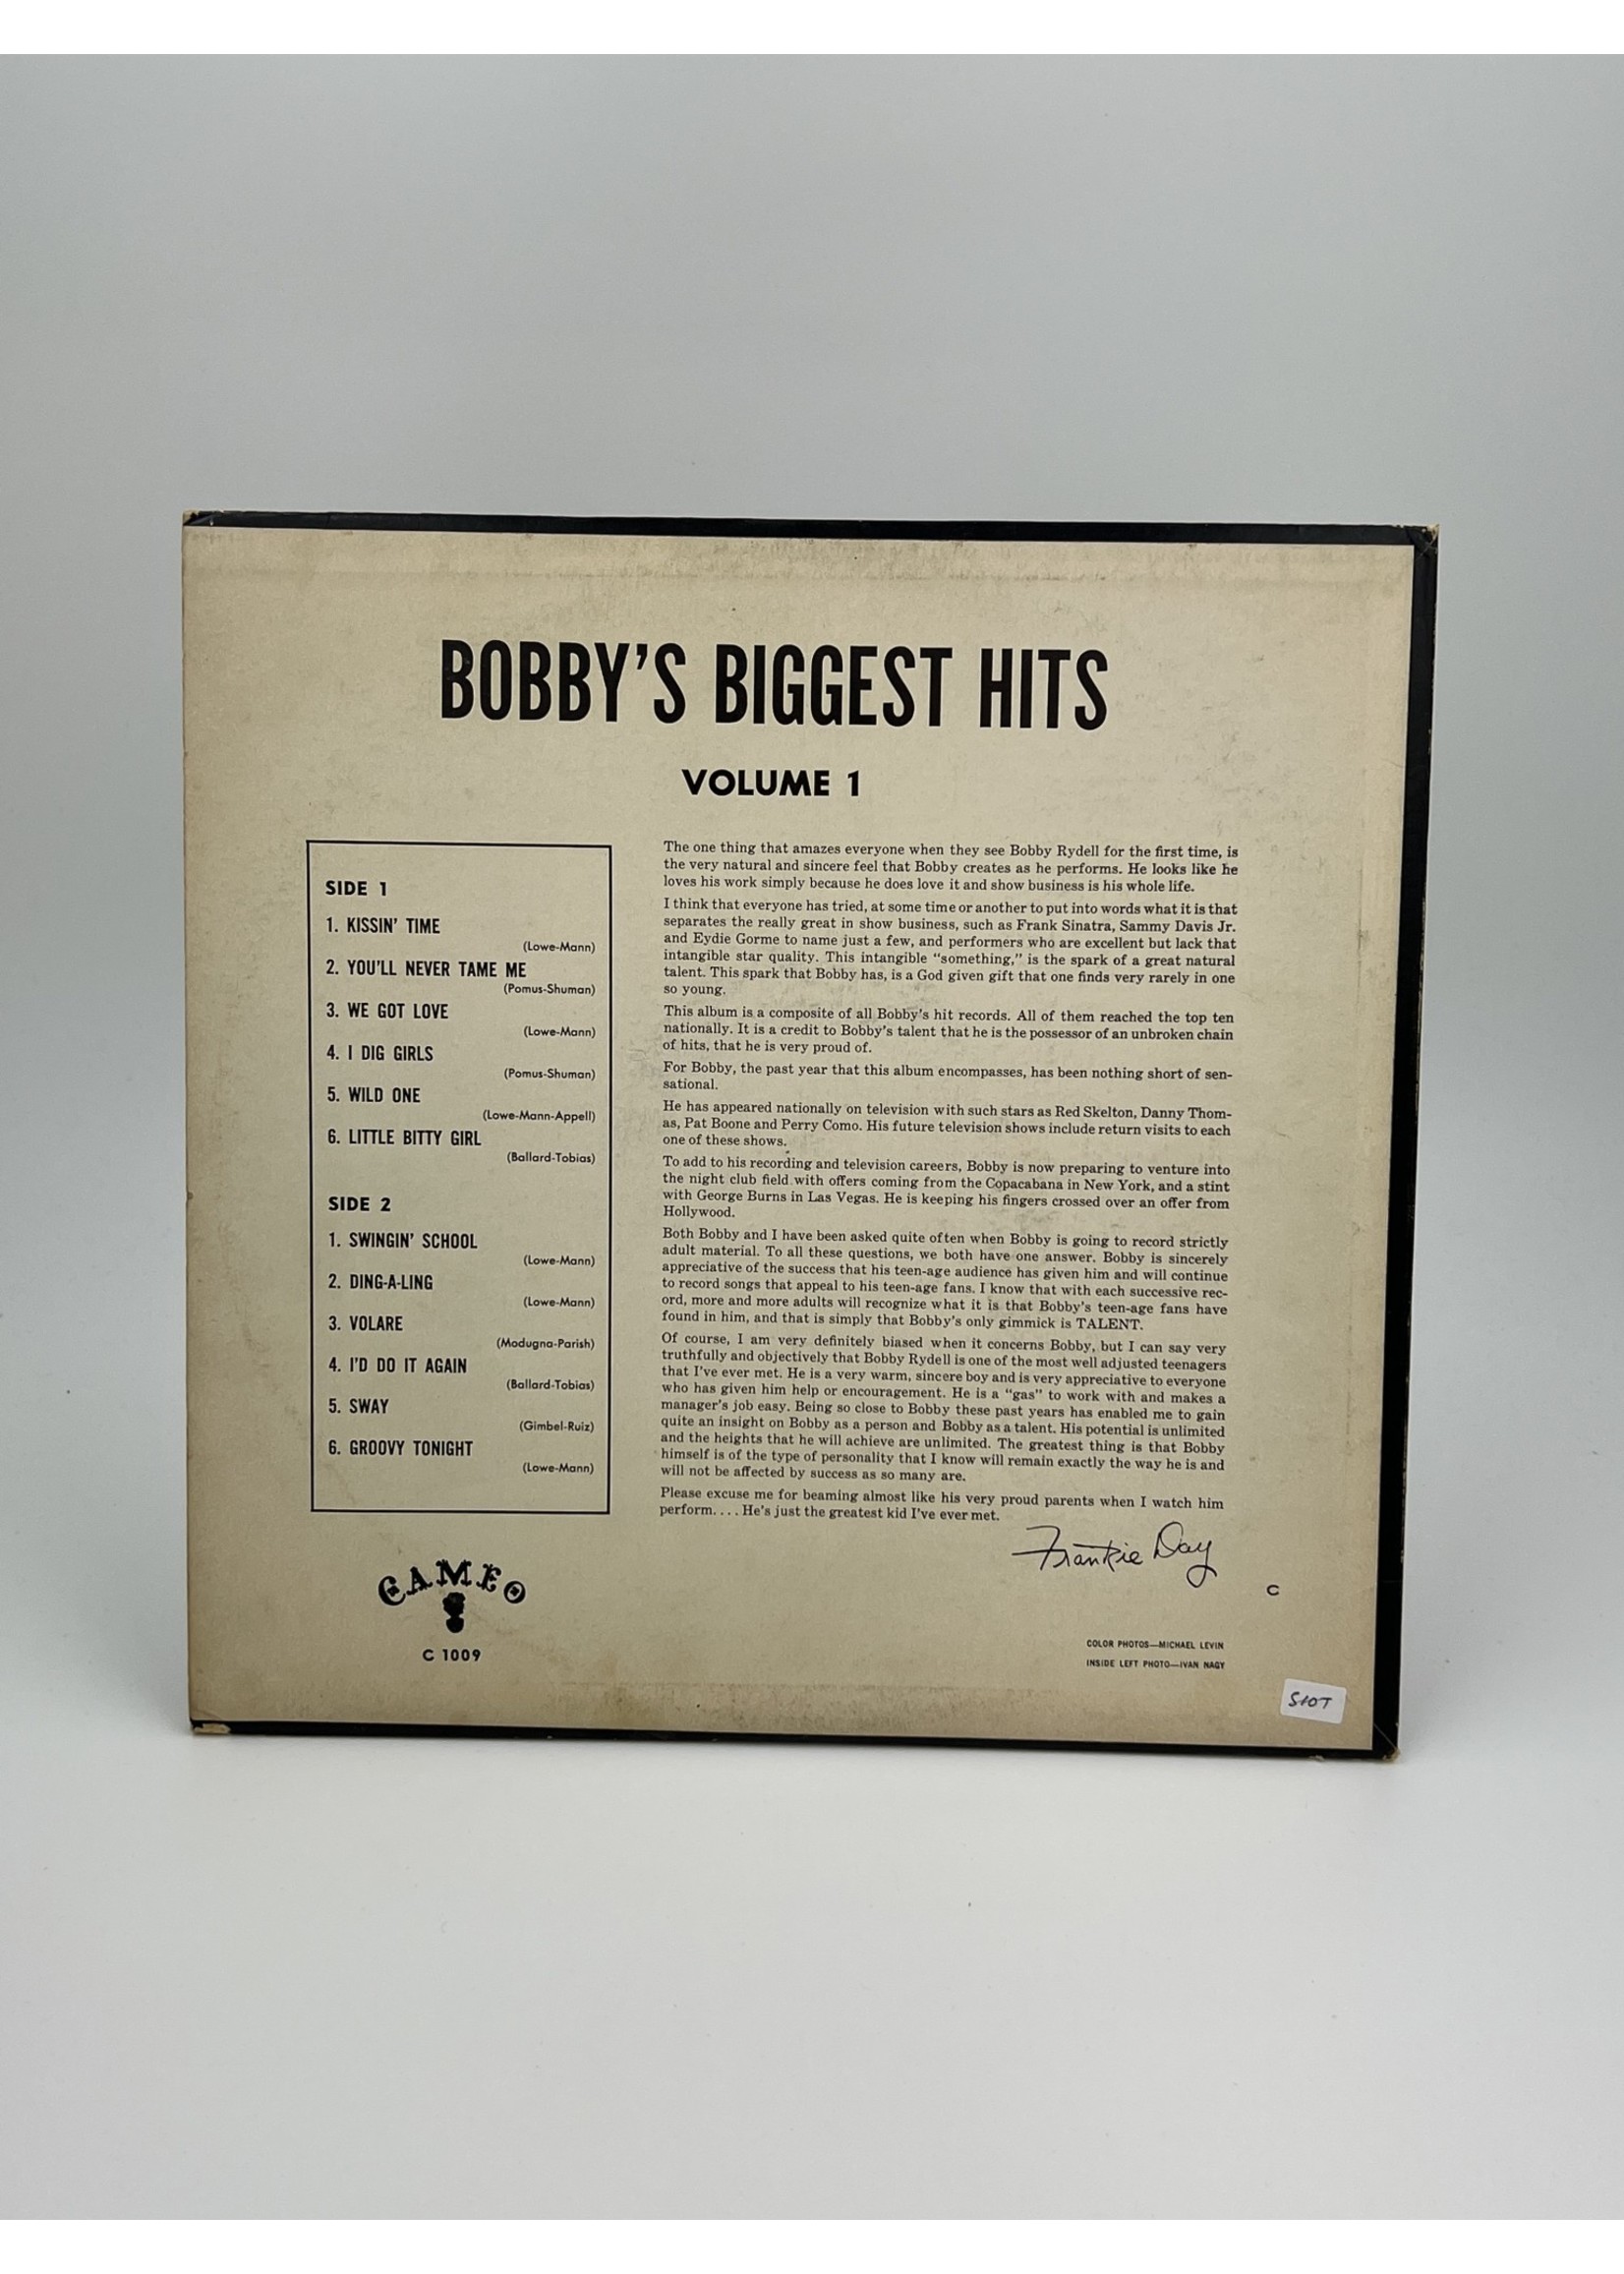 BOBBY'S BIGGEST HITS
VOLUME 1
SIDE 1
1. KISSIN' TIME
(Lowe-Mann)
2. YOU'LL NEVER TAME ME
(Pomus-Shuman)
3. WE GOT LOVE
(Lowe-Mann)
4. I DIG GIRLS
(Pomus-Shuman)
5. WILD ONE
(Lowe-Mann-Appell)
6. LITTLE BITTY GIRL
(Ballard-Tobias)
SIDE 2
1. SWINGIN' SCHOOL
(Lowe-Mann)
2. DING-A-LING
(Lowe-Mann)
3. VOLARE
(Modugna-Parish)
4. I'D DO IT AGAIN
(Ballard-Tobias)
5. SWAY
(Gimbel-Ruiz)
6. GROOVY TONIGHT
(Lowe-Mann)
CAMEO
C 1009
The one thing that amazes everyone when they see Bobby Rydell for the first time, is
the very natural and sincere feel that Bobby creates as he performs. He looks like he
loves his work simply because he does love it and show business is his whole life.
I think that everyone has tried, at some time or another to put into words what it is that
separates the really great in show business, such as Frank Sinatra, Sammy Davis Jr.
and Eydie Gorme to name just a few, and performers who are excellent but lack that
intangible star quality. This intangible "something," is the spark of a great natural
talent. This spark that Bobby has, is a God given gift that one finds very rarely in one
so young.
This album is a composite of all Bobby's hit records. All of them reached the top ten
nationally. It is a credit to Bobby's talent that he is the possessor of an unbroken chain
of hits, that he is very proud of.
For Bobby, the past year that this album encompasses, has been nothing short of sen-
sational.
He has appeared nationally on television with such stars as Red Skelton, Danny Thom-
as, Pat Boone and Perry Como. His future television shows include return visits to each
one of these shows.
To add to his recording and television careers, Bobby is now preparing to venture into
the night club field with offers coming from the Copacabana in New York, and a stint
with George Burns in Las Vegas. He is keeping his fingers crossed over an offer from
Hollywood.
Both Bobby and I have been asked quite often when Bobby is going to record strictly
adult material. To all these questions, we both have one answer. Bobby is sincerely
appreciative of the success that his teen-age audience has given him and will continue
to record songs that appeal to his teen-age fans. I know that with each successive rec-
ord, more and more adults will recognize what it is that Bobby's teen-age fans have
found in him, and that is simply that Bobby's only gimmick is TALENT.
Of course, I am very definitely biased when it concerns Bobby, but I can say very
truthfully and objectively that Bobby Rydell is one of the most well adjusted teenagers
that I've ever met. He is a very warm, sincere boy and is very appreciative to everyone
who has given him help or encouragement. He is a "gas" to work with and makes a
manager's job easy. Being so close to Bobby these past years has enabled me to gain
quite an insight on Bobby as a person and Bobby as a talent. His potential is unlimited
and the heights that he will achieve are unlimited. The greatest thing is that Bobby
himself is of the type of personality that I know will remain exactly the way he is and
will not be affected by success as so many are.
Please excuse me for beaming almost like his very proud parents when I watch him
perform.... He's just the greatest kid I've ever met.
Frankie Day
C
COLOR PHOTOS—MICHAEL LEVIN
INSIDE LEFT PHOTO—IVAN NAGY